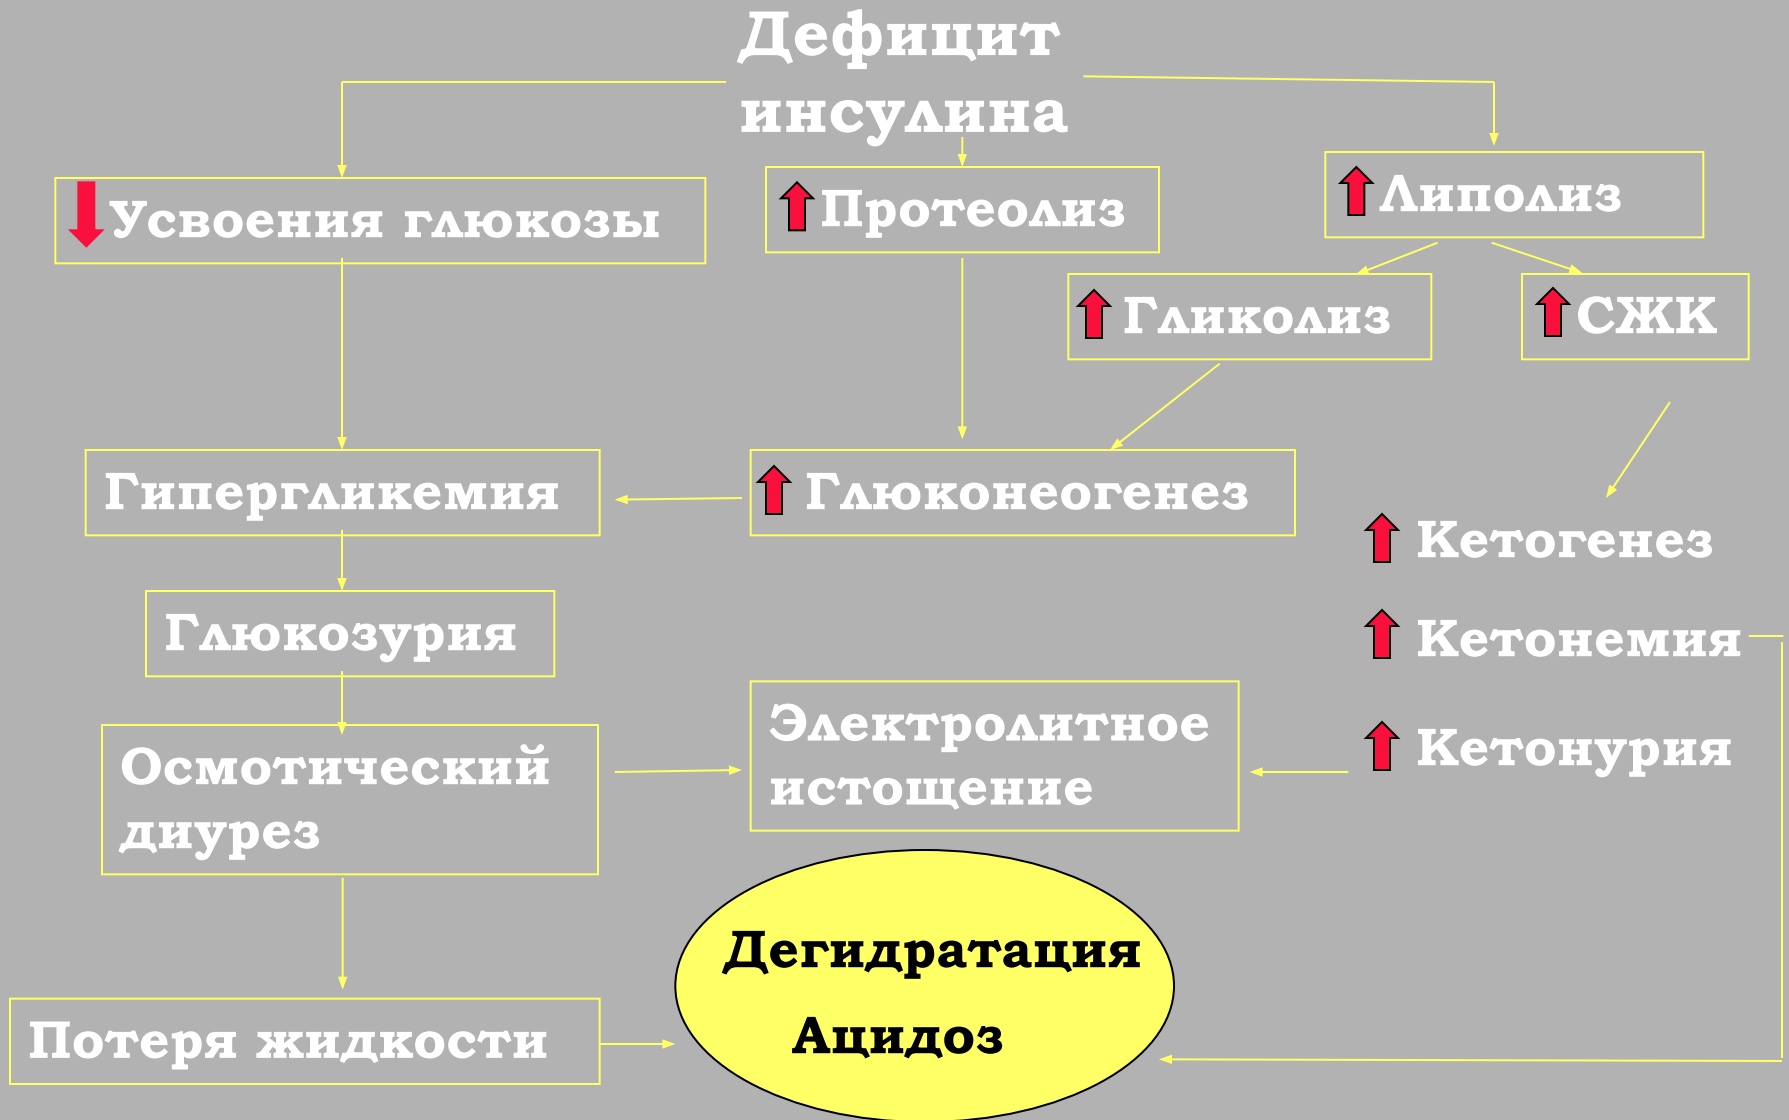 Дефицит
инсулина
Усвоения глюкозы
Протеолиз
Липолиз
Гликолиз
СЖК
Гипергликемия
Глюконеогенез
Кетогенез
Глюкозурия
Кетонемия
Осмотический
диурез
Электролитное
истощение
Кетонурия
Дегидратация
Ацидоз
Потеря жидкости